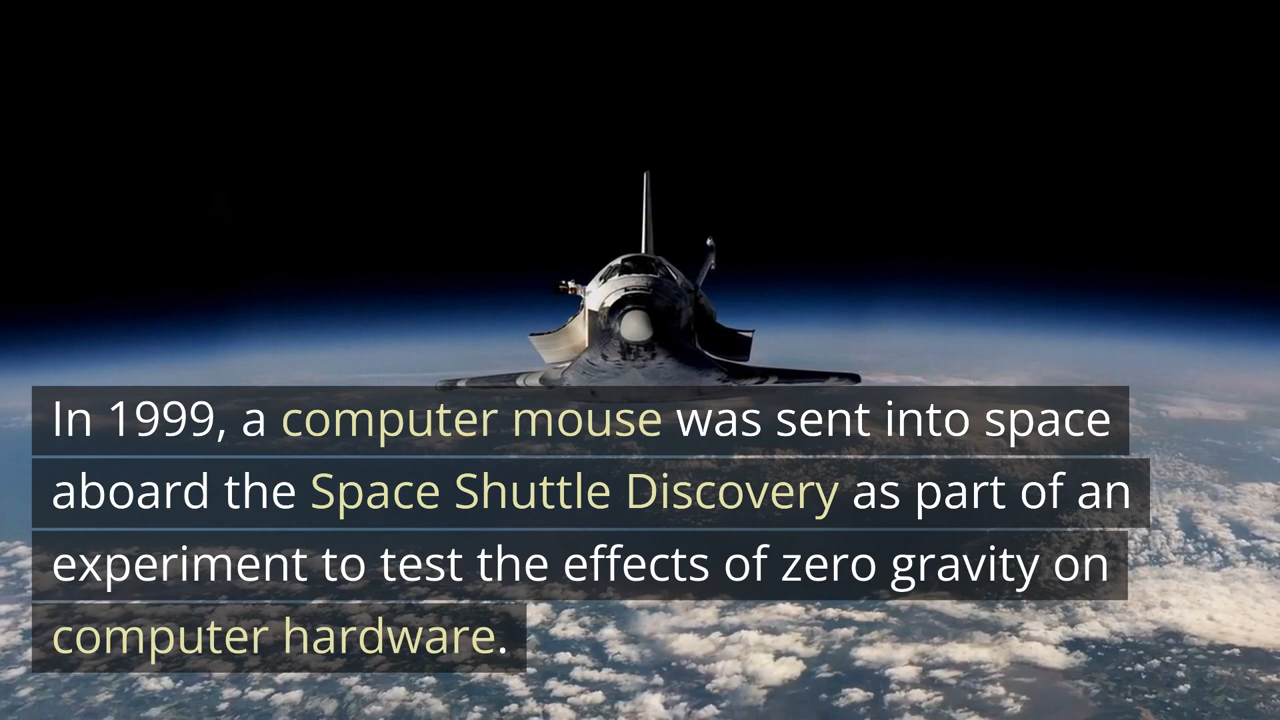 In 1999, a computer mouse was sent into space
aboard the Space Shuttle Discovery as part of an
experiment to test the effects of zero gravity on
computer hardware.